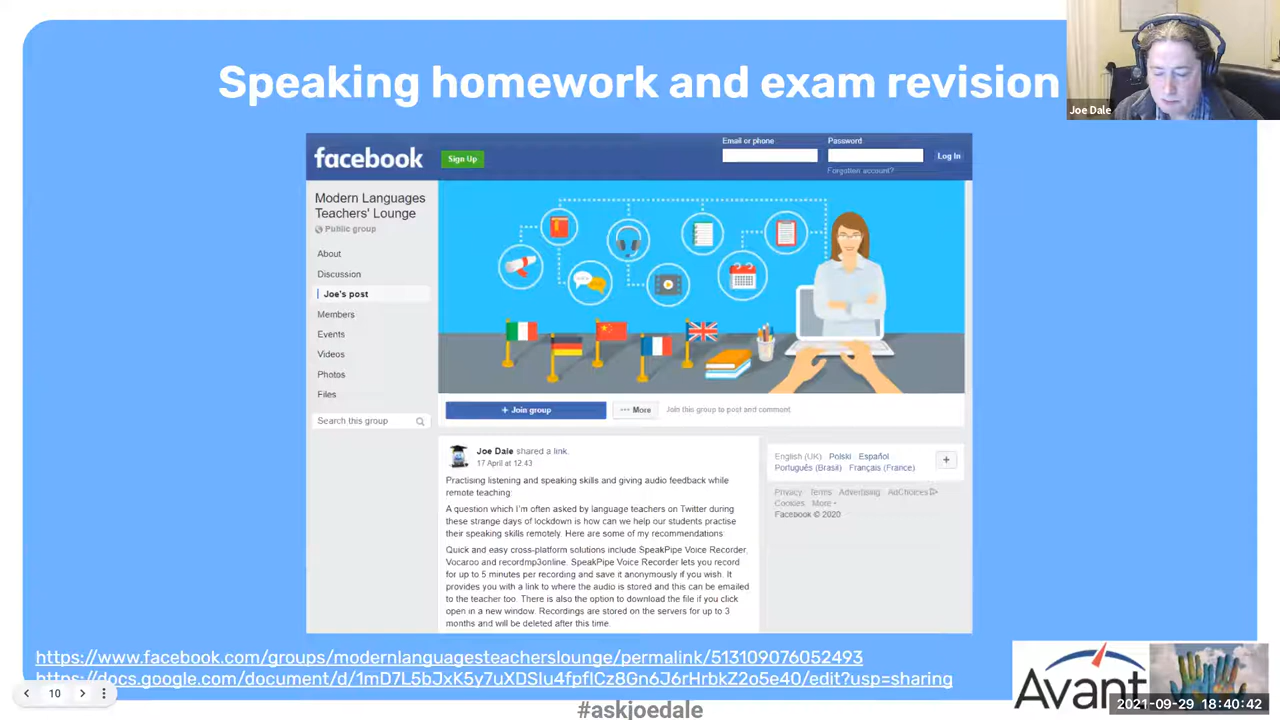 Speaking homework and exam revision
Joe Dale
facebook
Sign Up
Email or phone
Password
Log In
Forgotten account?
Modern Languages
Teachers' Lounge
Public group
About
Discussion
Joe's post
Members
Events
Videos
Photos
Files
Search this group
+ Join group
··· More
Join this group to post and comment
Joe Dale shared a link.
17 April at 12:43
Practising listening and speaking skills and giving audio feedback while
remote teaching:
A question which I'm often asked by language teachers on Twitter during
these strange days of lockdown is how can we help our students practise
their speaking skills remotely. Here are some of my recommendations
Quick and easy cross-platform solutions include SpeakPipe Voice Recorder,
Vocaroo and recordmp3online. SpeakPipe Voice Recorder lets you record
for up to 5 minutes per recording and save it anonymously if you wish. It
provides you with a link to where the audio is stored and this can be emailed
to the teacher too. There is also the option to download the file if you click
open in a new window. Recordings are stored on the servers for up to 3
months and will be deleted after this time.
English (UK) · Polski · Español ·
Português (Brasil) · Français (France)
+
Privacy · Terms · Advertising · AdChoices
Cookies · More
Facebook © 2020
https://www.facebook.com/groups/modernlanguagesteacherslounge/permalink/513109076052493
https://docs.google.com/document/d/1mD7L5bJxK5y7uXDSIu4fpfICz8Gn6J6rHrbkZ2o5e40/edit?usp=sharing
10
Avant
2021-09-29 18:40:42
#askjoedale